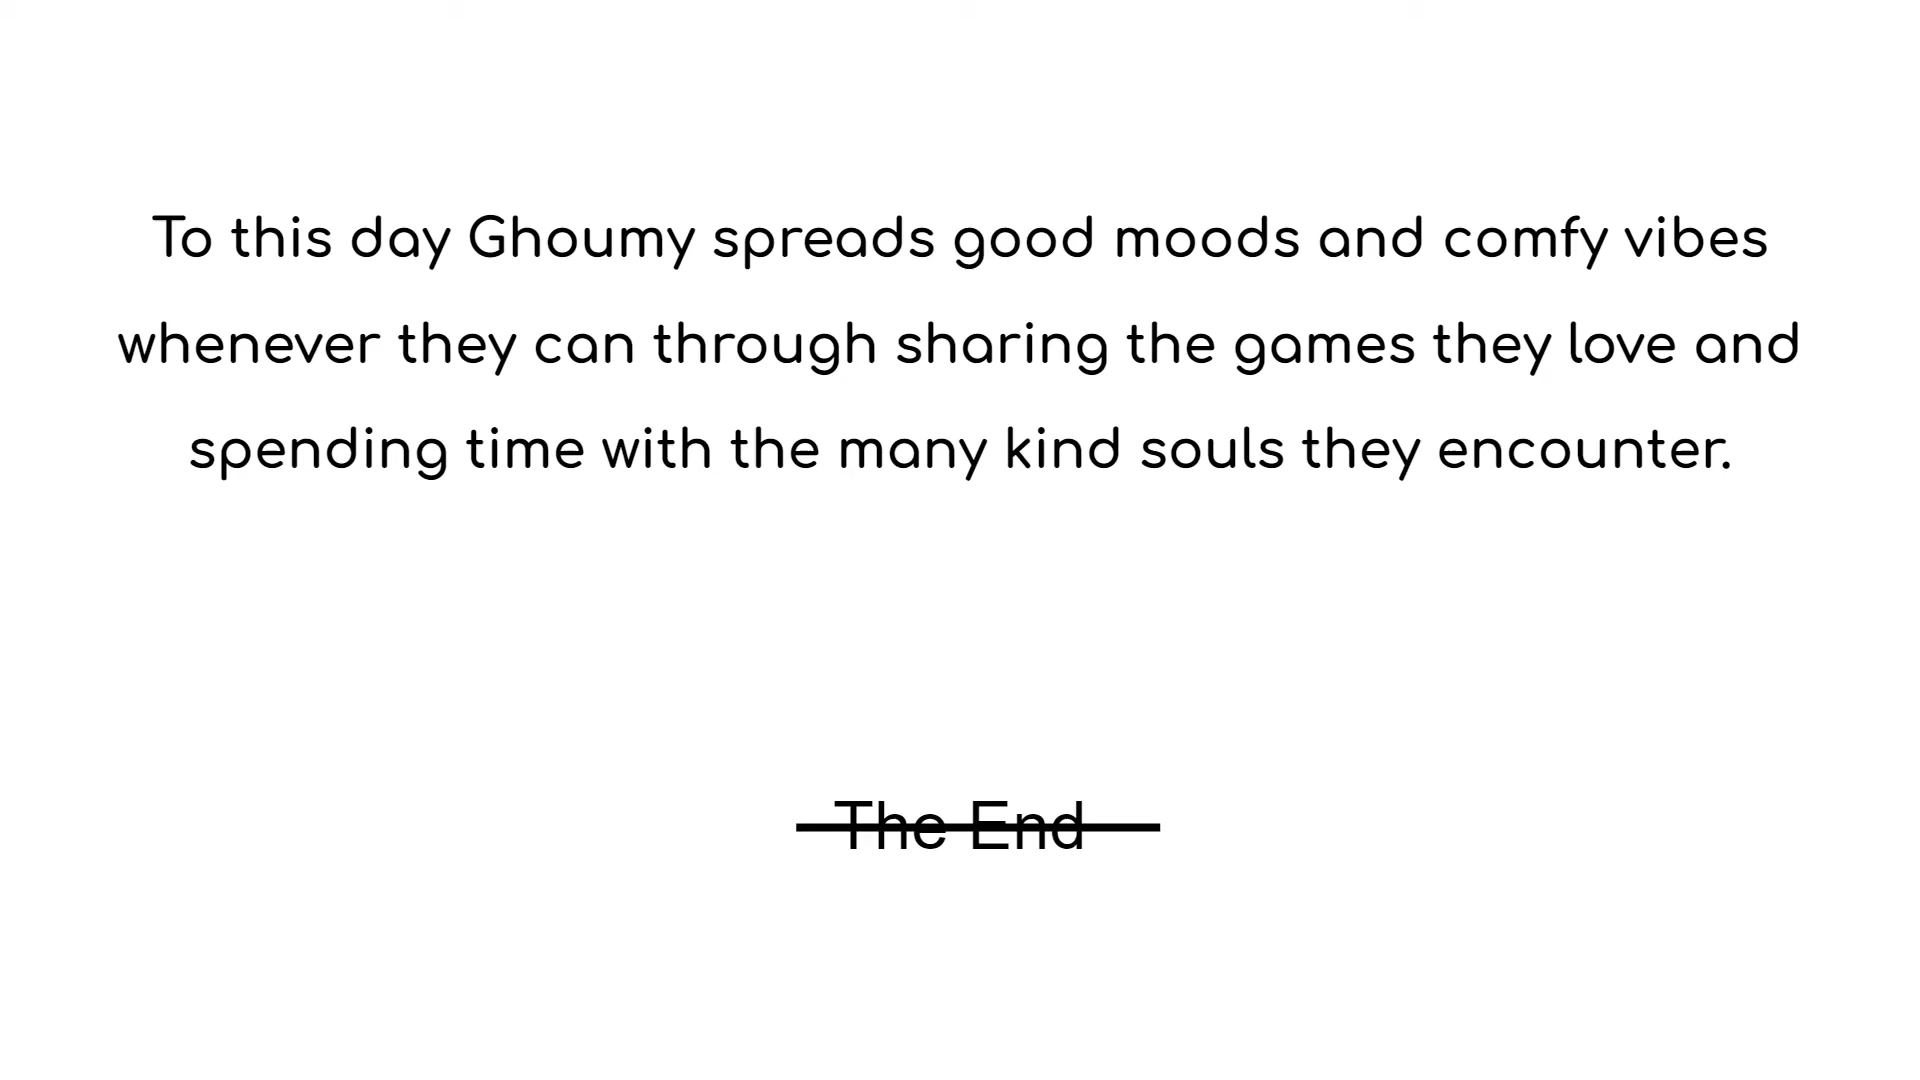 To this day Ghoumy spreads good moods and comfy vibes
whenever they can through sharing the games they love and
spending time with the many kind souls they encounter.
The End